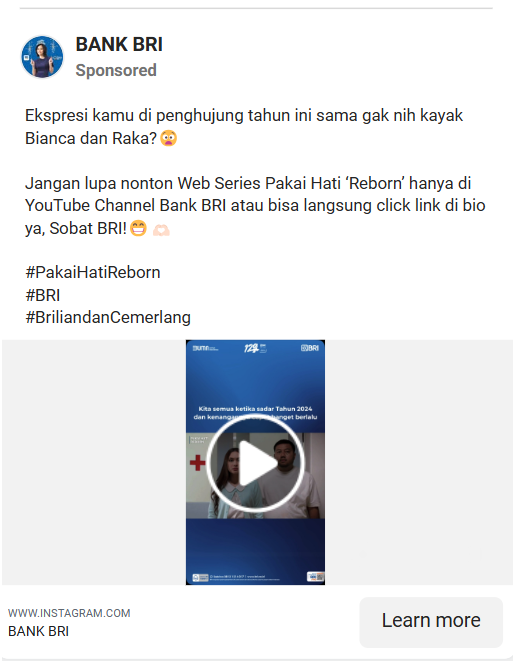 BANK BRI
Sponsored
Ekspresi kamu di penghujung tahun ini sama gak nih kayak
Bianca dan Raka?😧
Jangan lupa nonton Web Series Pakai Hati ‘Reborn’ hanya di
YouTube Channel Bank BRI atau bisa langsung click link di bio
ya, Sobat BRI!😁 🫶🏻
#PakaiHatiReborn
#BRI
#BriliandanCemerlang
BUMN
129
BRI
Kita semua ketika sadar Tahun 2024
dan kenangan
banget berlalu
WWW.INSTAGRAM.COM
BANK BRI
Learn more